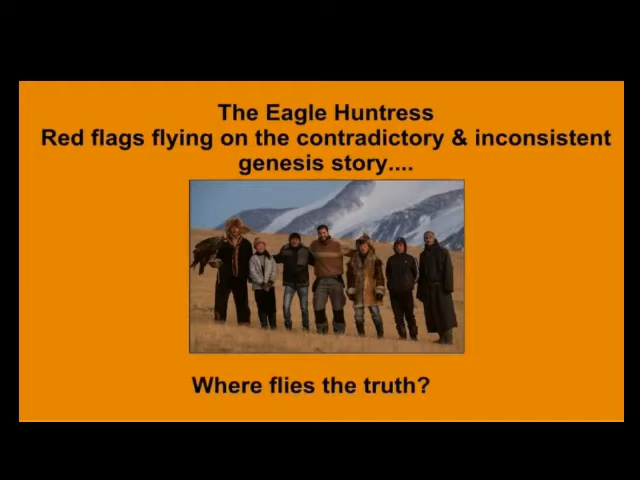 The Eagle Huntress
Red flags flying on the contradictory & inconsistent
genesis story....
Where flies the truth?